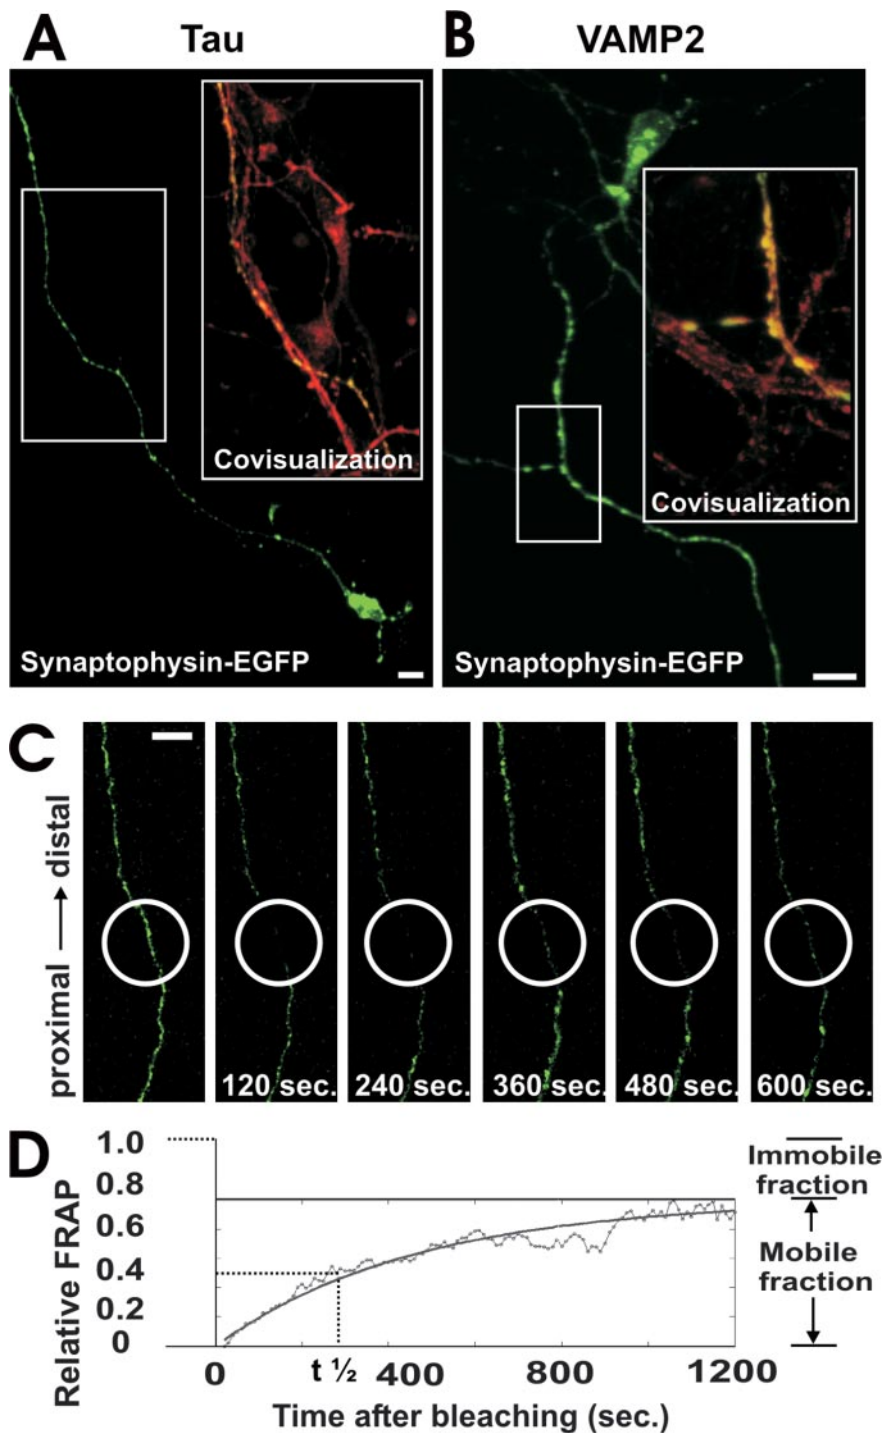 A Tau
B VAMP2
Covisualization
Synaptophysin-EGFP
Covisualization
Synaptophysin-EGFP
C
proximal → distal
120 sec.
240 sec.
360 sec.
480 sec.
600 sec.
D
Relative FRAP
1.0
0.8
0.6
0.4
0.2
0
0
t ½
400
800
1200
Time after bleaching (sec.)
Immobile
fraction
Mobile
fraction